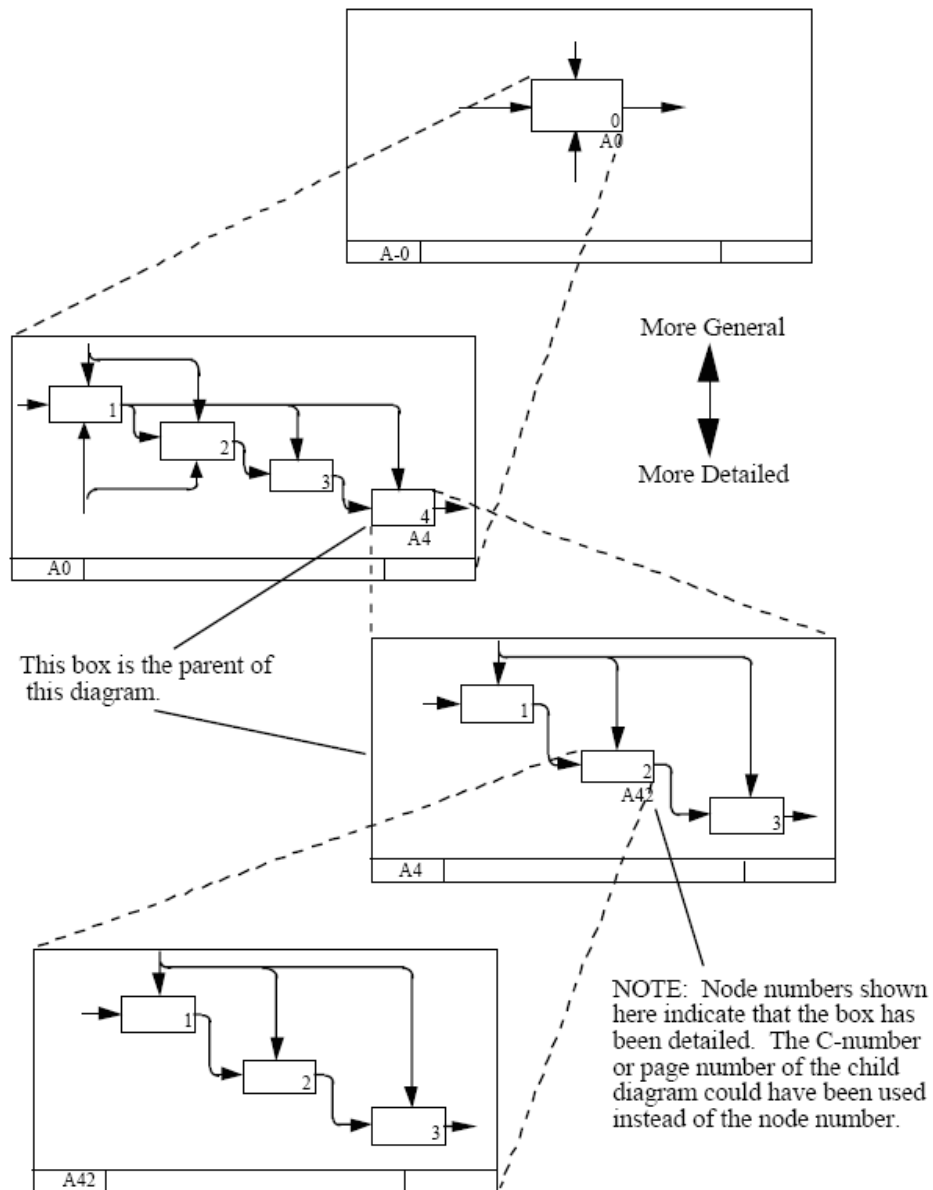 0
A0
A-0
More General
More Detailed
1
2
3
4
A4
A0
This box is the parent of
this diagram.
1
2
A42
3
A4
NOTE: Node numbers shown
here indicate that the box has
been detailed. The C-number
or page number of the child
diagram could have been used
instead of the node number.
1
2
3
A42